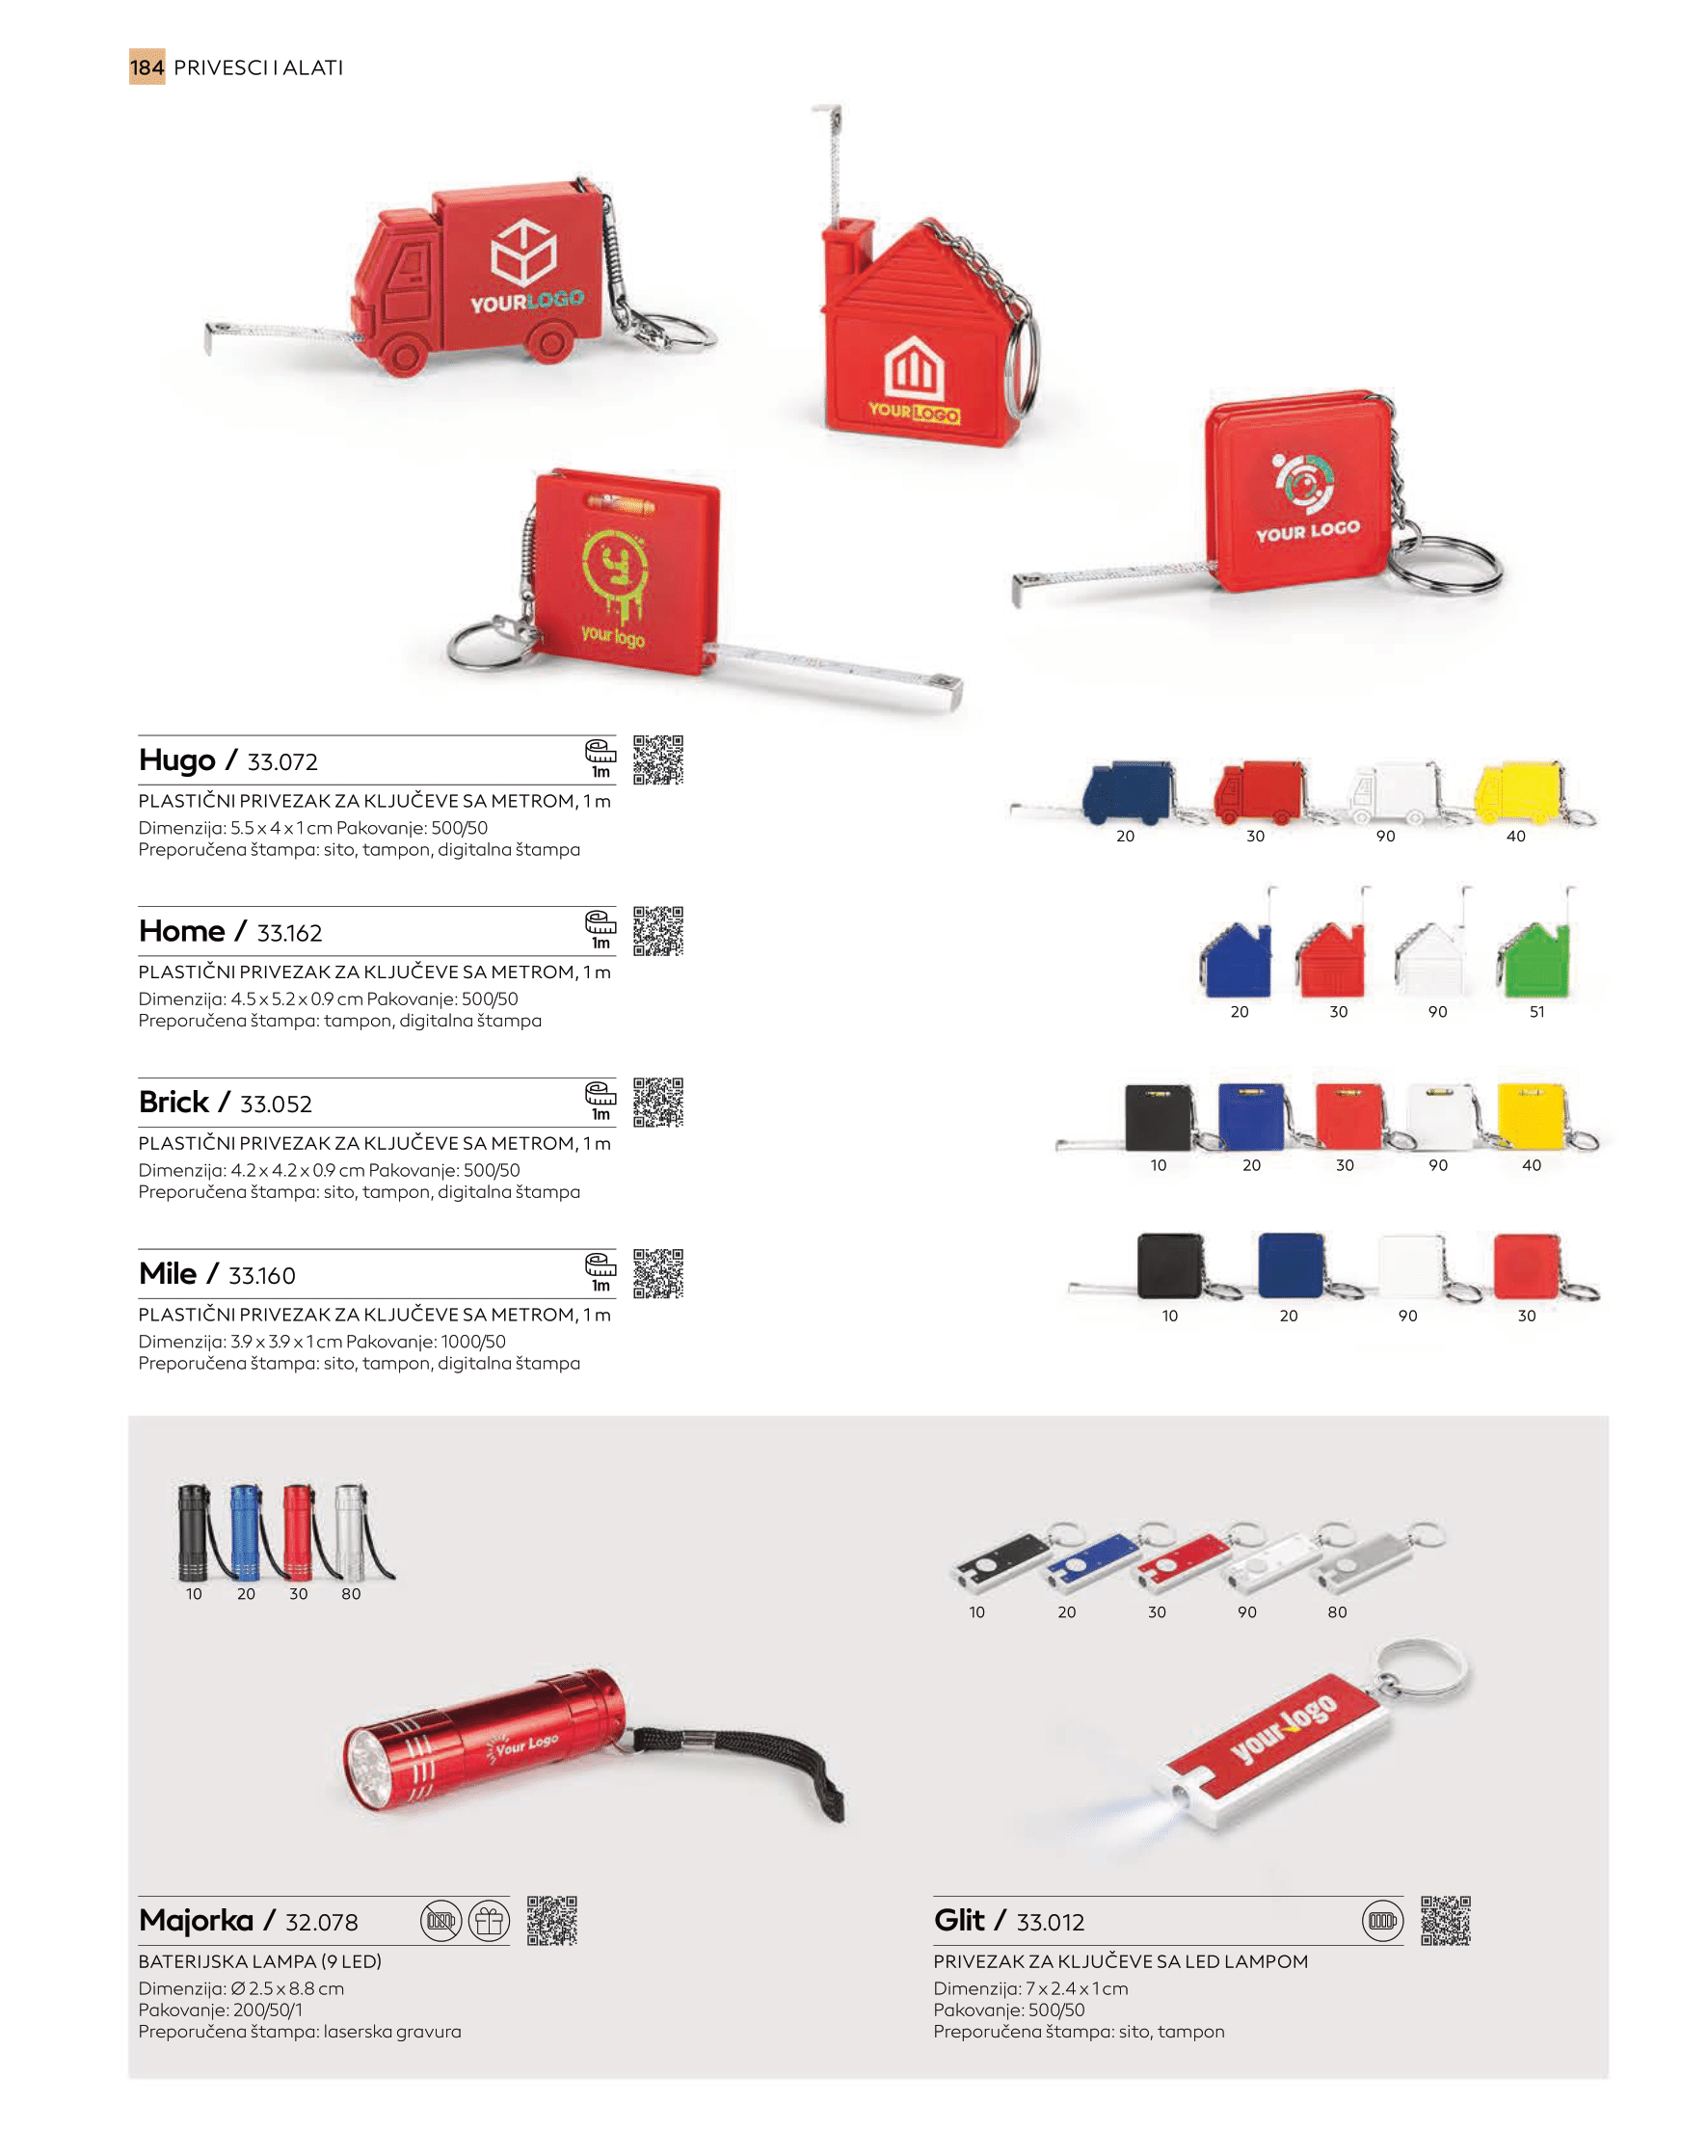 184 PRIVESCI I ALATI
YOURLOGO
YOUR LOGO
YOUR LOGO
your logo
Hugo / 33.072
1m
PLASTIČNI PRIVEZAK ZA KLJUČEVE SA METROM, 1 m
Dimenzija: 5.5 x 4 x 1 cm Pakovanje: 500/50
Preporučena štampa: sito, tampon, digitalna štampa
20 30 90 40
Home / 33.162
1m
PLASTIČNI PRIVEZAK ZA KLJUČEVE SA METROM, 1 m
Dimenzija: 4.5 x 5.2 x 0.9 cm Pakovanje: 500/50
Preporučena štampa: tampon, digitalna štampa
20 30 90 51
Brick / 33.052
1m
PLASTIČNI PRIVEZAK ZA KLJUČEVE SA METROM, 1 m
Dimenzija: 4.2 x 4.2 x 0.9 cm Pakovanje: 500/50
Preporučena štampa: sito, tampon, digitalna štampa
10 20 30 90 40
Mile / 33.160
1m
PLASTIČNI PRIVEZAK ZA KLJUČEVE SA METROM, 1 m
Dimenzija: 3.9 x 3.9 x 1 cm Pakovanje: 1000/50
Preporučena štampa: sito, tampon, digitalna štampa
10 20 90 30
10 20 30 80
Your Logo
Majorka / 32.078
BATERIJSKA LAMPA (9 LED)
Dimenzija: Ø 2.5 x 8.8 cm
Pakovanje: 200/50/1
Preporučena štampa: laserska gravura
10 20 30 90 80
your logo
Glit / 33.012
PRIVEZAK ZA KLJUČEVE SA LED LAMPOM
Dimenzija: 7 x 2.4 x 1 cm
Pakovanje: 500/50
Preporučena štampa: sito, tampon